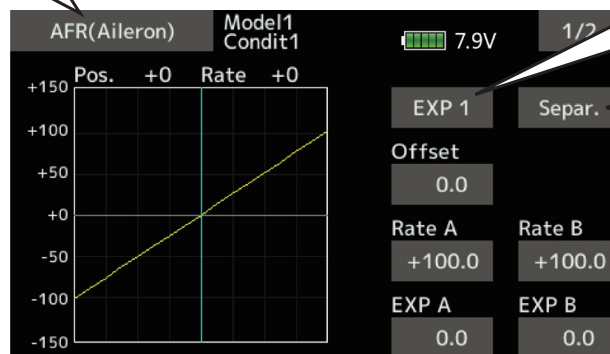 AFR(Aileron)
Model1
Condit1
7.9V
1/2
Pos. +0 Rate +0
+150
+100
+50
+0
-50
-100
-150
EXP 1
Separ.
Offset
0.0
Rate A
Rate B
+100.0
+100.0
EXP A
EXP B
0.0
0.0